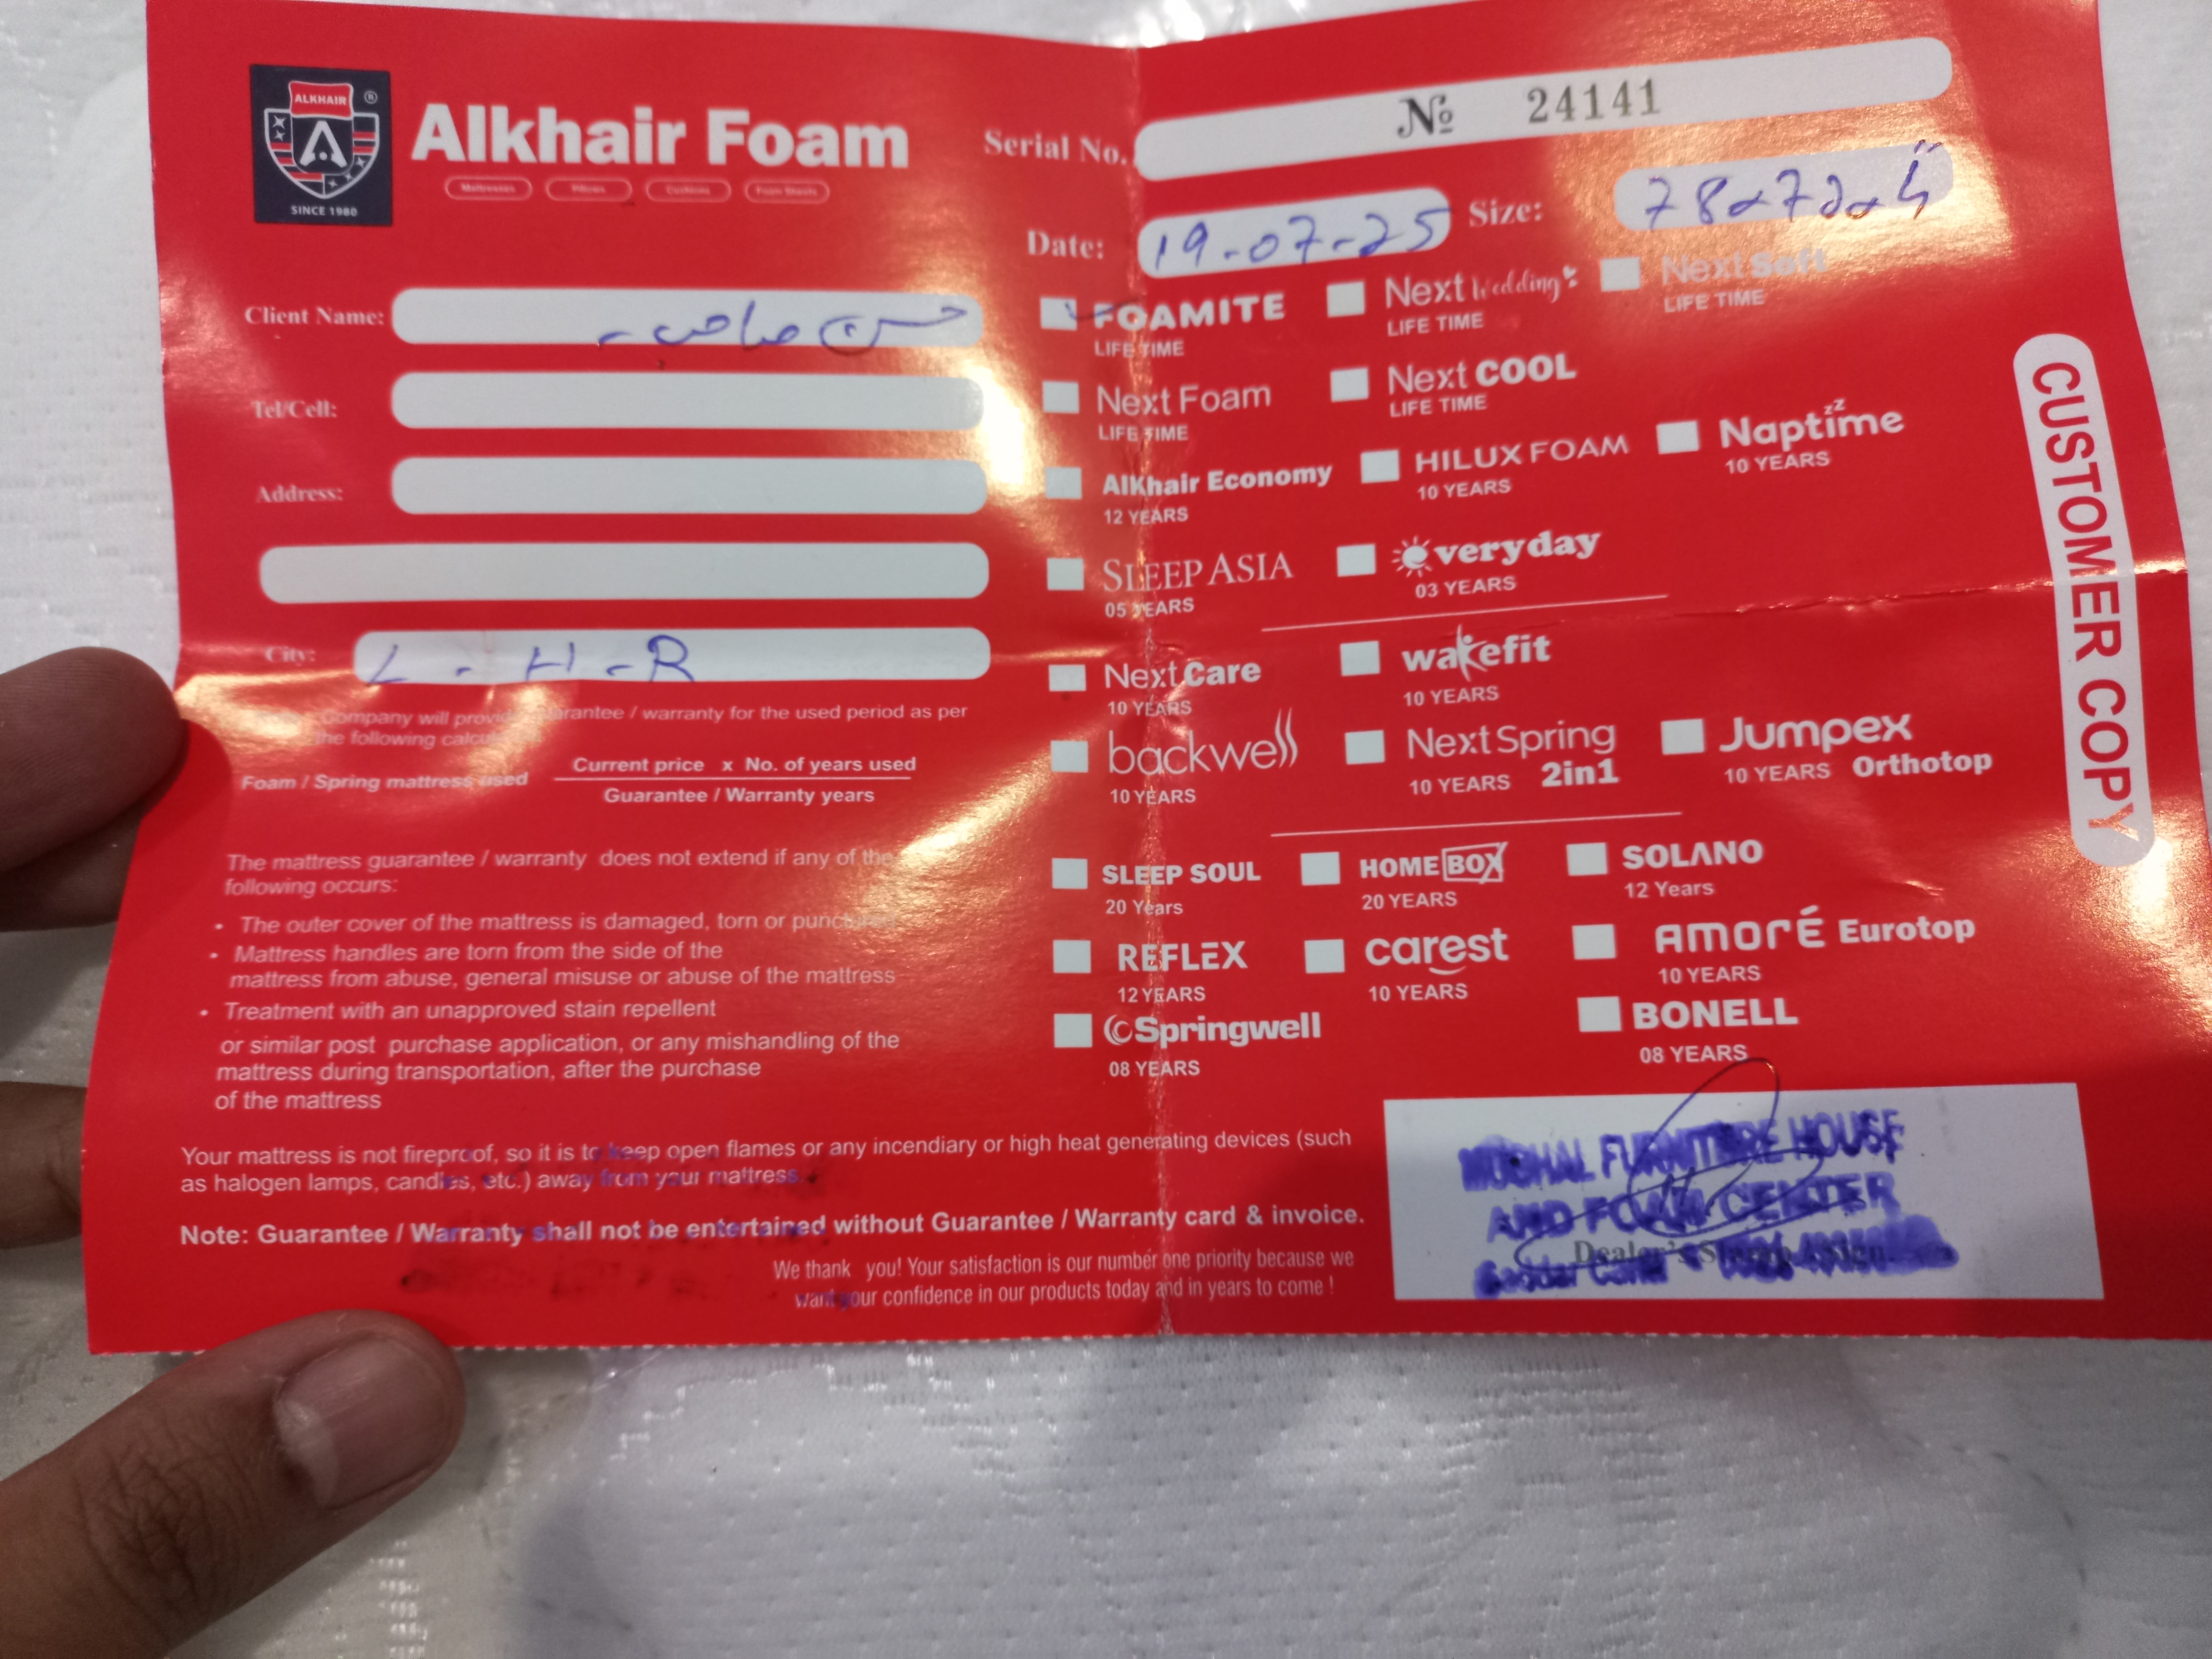 ALKHAIR ®
SINCE 1980
Alkhair Foam
Mattresses Pillows Cushions Foam Sheets
Serial No. № 24141
Date: 19-07-25 Size: 78x72x4"
Client Name: حسن صاحب
Tel/Cell:
Address:
City: L-H-R
FOAMITE
LIFE TIME
Next Wedding
LIFE TIME
Next Soft
LIFE TIME
Next Foam
LIFE TIME
Next COOL
LIFE TIME
AlKhair Economy
12 YEARS
HILUX FOAM
10 YEARS
Naptime zz
10 YEARS
SLEEP ASIA
05 YEARS
veryday
03 YEARS
Next Care
10 YEARS
wakefit
10 YEARS
backwell
10 YEARS
Next Spring
10 YEARS 2in1
Jumpex
10 YEARS Orthotop
SLEEP SOUL
20 Years
HOME BOX
20 YEARS
SOLANO
12 Years
REFLEX
12 YEARS
carest
10 YEARS
AMORÉ Eurotop
10 YEARS
Springwell
08 YEARS
BONELL
08 YEARS
CUSTOMER COPY
Company will provide guarantee / warranty for the used period as per
the following
Foam / Spring mattress used
Current price x No. of years used
Guarantee / Warranty years
The mattress guarantee / warranty does not extend if any of the
following occurs:
• The outer cover of the mattress is damaged, torn or punctured
• Mattress handles are torn from the side of the
mattress from abuse, general misuse or abuse of the mattress
• Treatment with an unapproved stain repellent
or similar post purchase application, or any mishandling of the
mattress during transportation, after the purchase
of the mattress
Your mattress is not fireproof, so it is to keep open flames or any incendiary or high heat generating devices (such
as halogen lamps, candles, etc.) away from your mattress
Note: Guarantee / Warranty shall not be entertained without Guarantee / Warranty card & invoice.
We thank you! Your satisfaction is our number one priority because we
want your confidence in our products today and in years to come !
MUGHAL FURNITURE HOUSE
AND FOAM CENTER
Dealer's Stamp